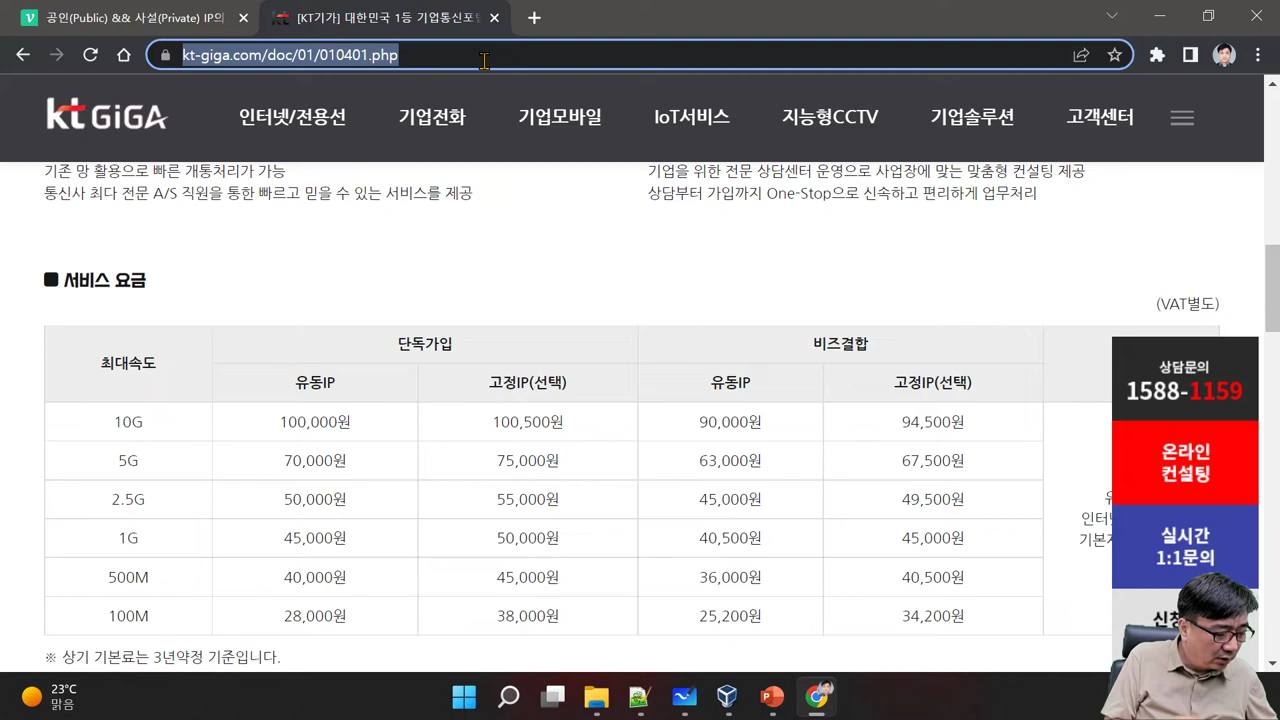 공인(Public) && 사설(Private) IP의
[KT기가] 대한민국 1등 기업통신포털
kt-giga.com/doc/01/010401.php
kt GiGA
인터넷/전용선
기업전화
기업모바일
IoT서비스
지능형CCTV
기업솔루션
고객센터
기존 망 활용으로 빠른 개통처리가 가능
통신사 최다 전문 A/S 직원을 통한 빠르고 믿을 수 있는 서비스를 제공
기업을 위한 전문 상담센터 운영으로 사업장에 맞는 맞춤형 컨설팅 제공
상담부터 가입까지 One-Stop으로 신속하고 편리하게 업무처리
■ 서비스 요금
(VAT별도)
최대속도 단독가입 비즈결합
유동IP 고정IP(선택) 유동IP 고정IP(선택)
10G 100,000원 100,500원 90,000원 94,500원
5G 70,000원 75,000원 63,000원 67,500원
2.5G 50,000원 55,000원 45,000원 49,500원
1G 45,000원 50,000원 40,500원 45,000원
500M 40,000원 45,000원 36,000원 40,500원
100M 28,000원 38,000원 25,200원 34,200원
※ 상기 기본료는 3년약정 기준입니다.
상담문의
1588-1159
온라인
컨설팅
실시간
1:1문의
23°C
맑음